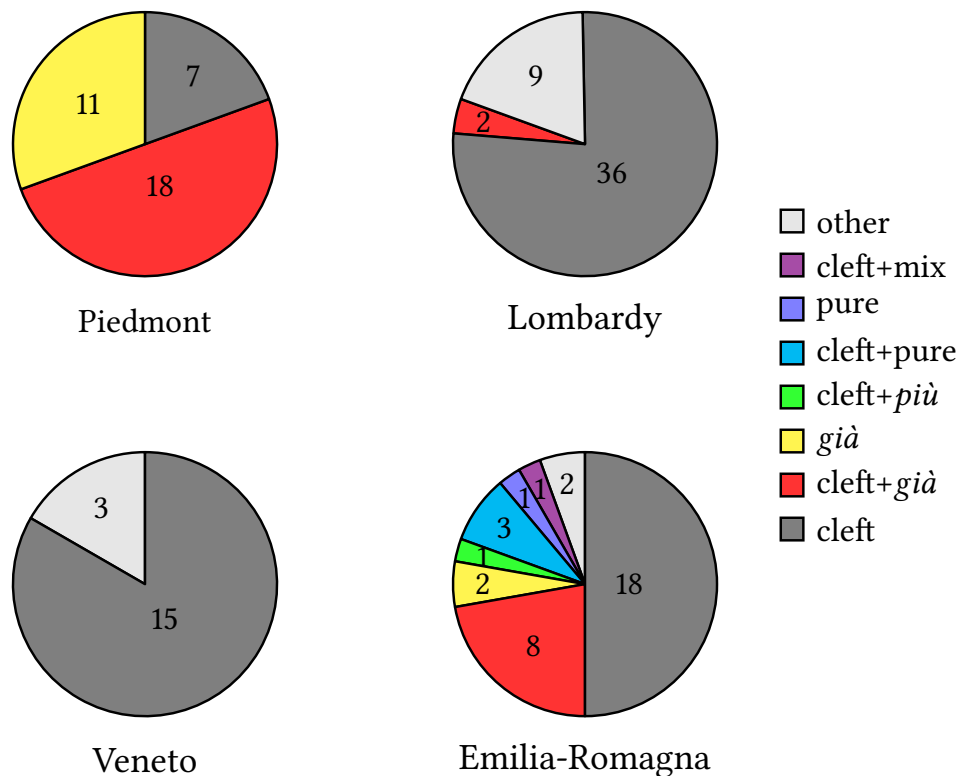 7
11
18
Piedmont
9
2
36
Lombardy
other
cleft+mix
pure
cleft+pure
cleft+più
già
cleft+già
cleft
3
15
Veneto
2
1
1
3
1
2
18
8
Emilia-Romagna